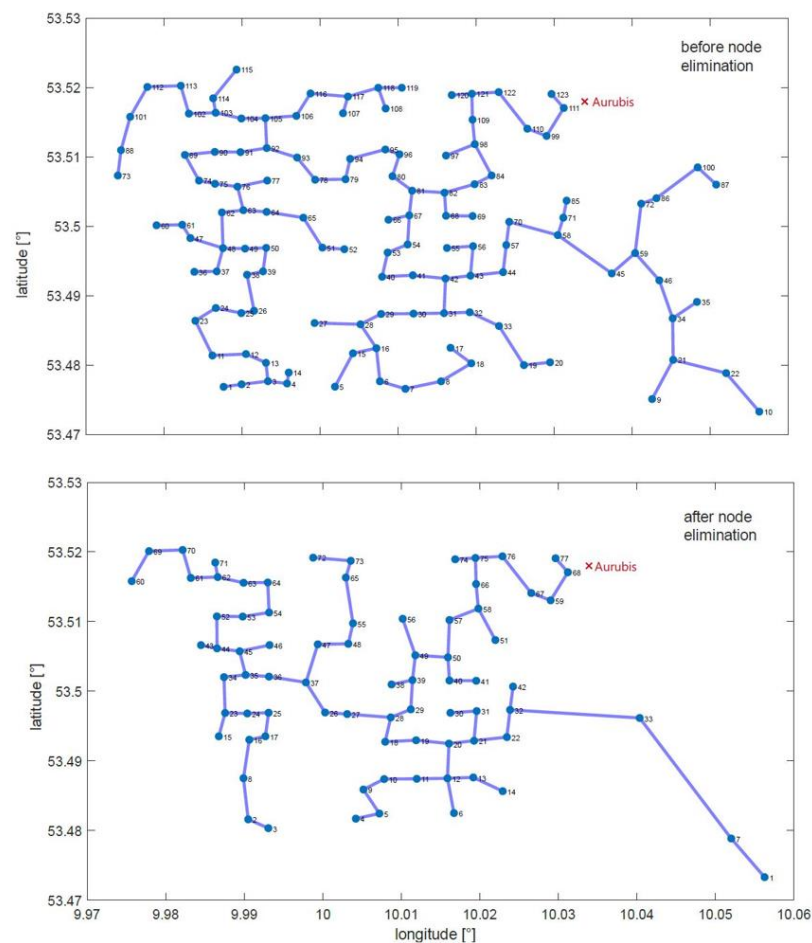 53.53
before node
elimination
115
112 113 118 119
116 117 120 121 122 123
114 × Aurubis
101 102 103 104 105 106 107 108 111
109 110 99
88 89 90 91 92 93 94 95 96 97 98
73 74 75 76 77 78 79 80 83 84 100
86 87
53.52
53.51
53.5
53.49
53.48
53.47
latitude [°]
60 61 62 63 64 65 66 67 68 69 70 71 72 85
81 82
47 48 49 50 51 52 53 54 55 56 57 58 59
36 37 38 39 40 41 42 43 44 45 46
23 24 25 26 27 28 29 30 31 32 33 34 35
11 12 13 14 15 16 17 18 19 20 21 22
1 2 3 4 5 6 7 8 9 10
53.53
after node
elimination
53.52
69 70 71 72 73 74 75 76 77
× Aurubis
60 61 62 63 64 65 66 67 68
53.51
52 53 54 55 56 57 58 59
43 44 45 46 47 48 49 50 51
53.5
34 35 36 37 38 39 40 41 42
23 24 25 26 27 28 29 30 31 32 33
53.49
15 16 17 18 19 20 21 22
8 9 10 11 12 13 14
53.48
2 3 4 5 6 7
1
53.47
latitude [°]
9.97 9.98 9.99 10 10.01 10.02 10.03 10.04 10.05 10.06
longitude [°]